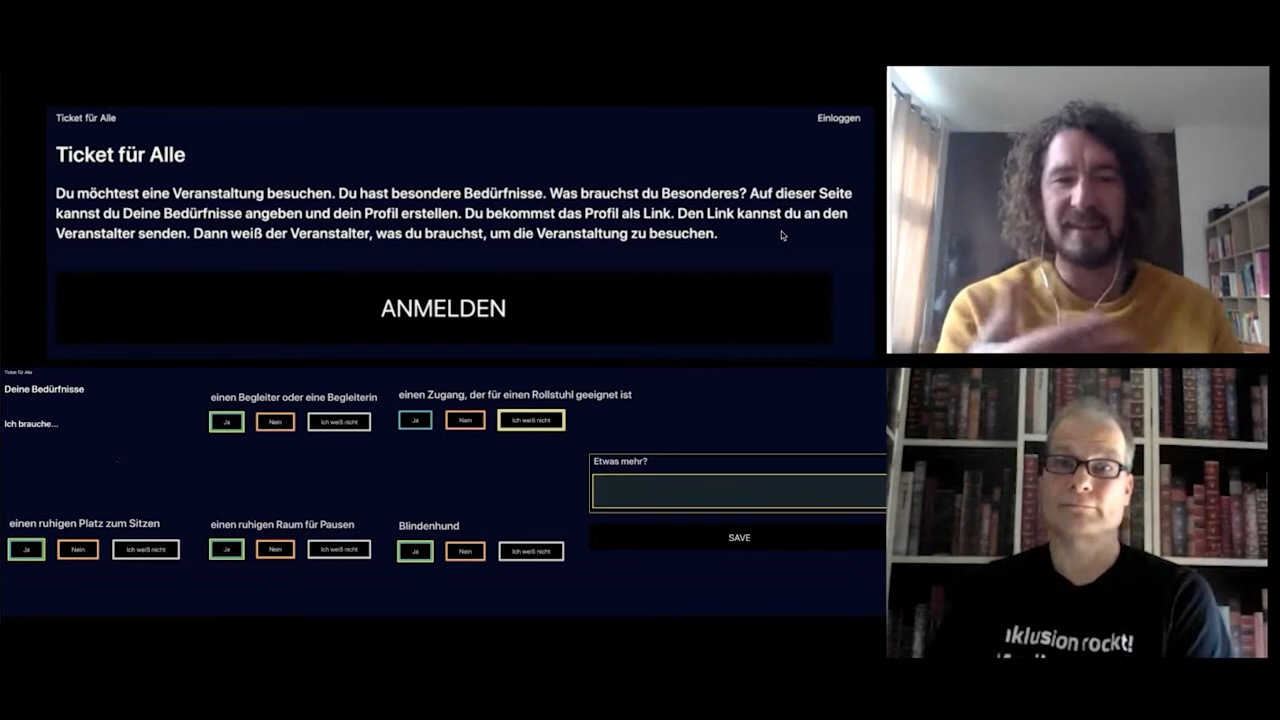 Ticket für Alle
Einloggen
Ticket für Alle
Du möchtest eine Veranstaltung besuchen. Du hast besondere Bedürfnisse. Was brauchst du Besonderes? Auf dieser Seite
kannst du Deine Bedürfnisse angeben und dein Profil erstellen. Du bekommst das Profil als Link. Den Link kannst du an den
Veranstalter senden. Dann weiß der Veranstalter, was du brauchst, um die Veranstaltung zu besuchen.
ANMELDEN
Ticket für Alle
Deine Bedürfnisse
Ich brauche...
einen Begleiter oder eine Begleiterin
Ja Nein Ich weiß nicht
einen Zugang, der für einen Rollstuhl geeignet ist
Ja Nein Ich weiß nicht
Etwas mehr?
SAVE
einen ruhigen Platz zum Sitzen
Ja Nein Ich weiß nicht
einen ruhigen Raum für Pausen
Ja Nein Ich weiß nicht
Blindenhund
Ja Nein Ich weiß nicht
nklusion rockt!